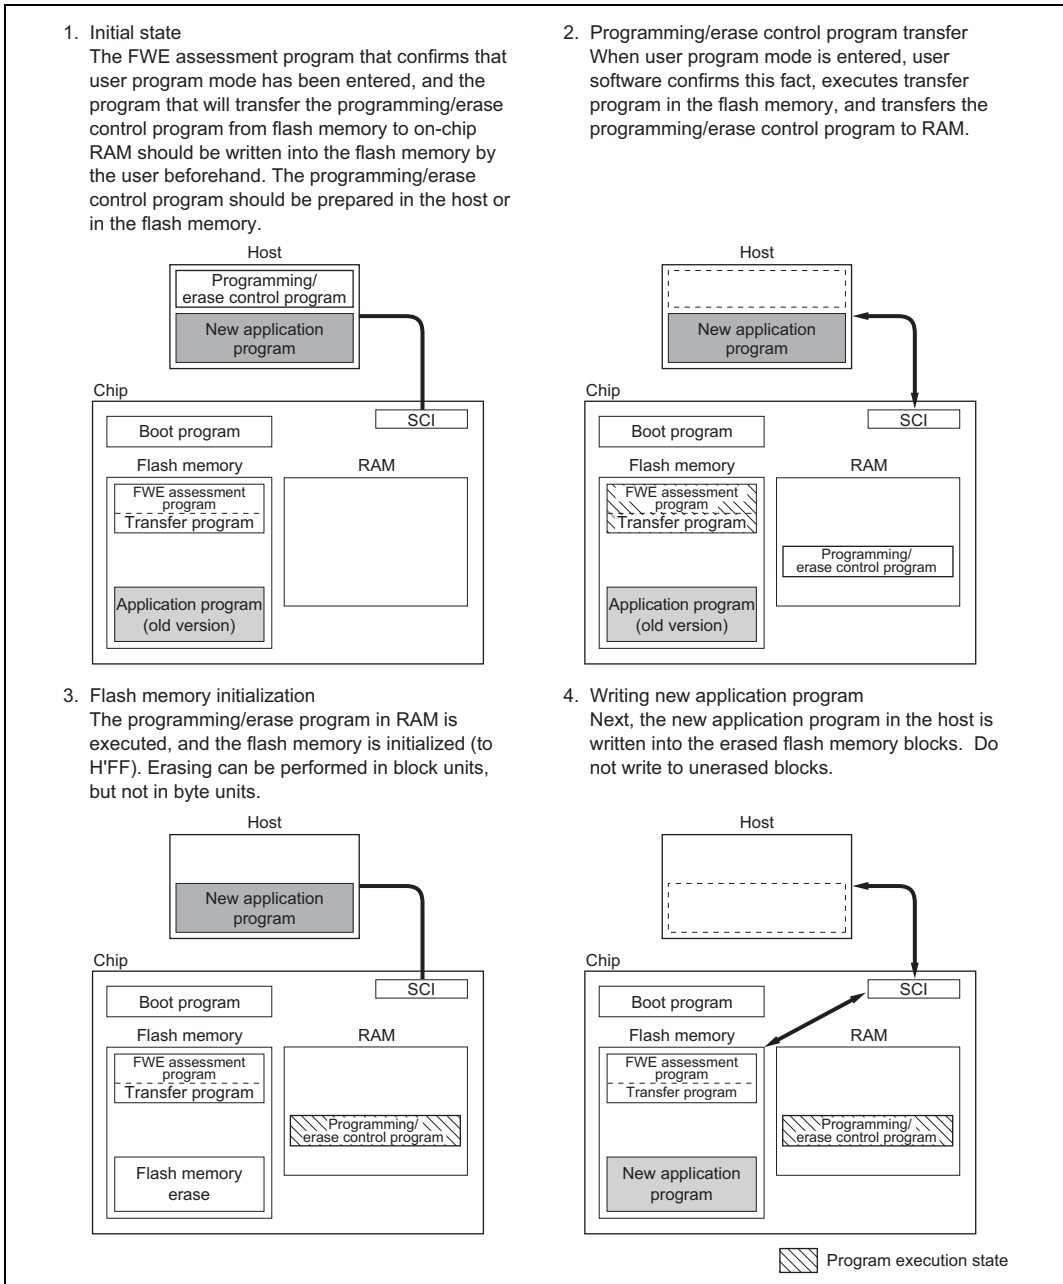 1. Initial state
The FWE assessment program that confirms that
user program mode has been entered, and the
program that will transfer the programming/erase
control program from flash memory to on-chip
RAM should be written into the flash memory by
the user beforehand. The programming/erase
control program should be prepared in the host or
in the flash memory.
Host
Programming/
erase control program
New application
program
Chip
SCI
Boot program
Flash memory
RAM
FWE assessment
program
Transfer program
Application program
(old version)
2. Programming/erase control program transfer
When user program mode is entered, user
software confirms this fact, executes transfer
program in the flash memory, and transfers the
programming/erase control program to RAM.
Host
New application
program
Chip
SCI
Boot program
Flash memory
RAM
FWE assessment
program
Transfer program
Programming/
erase control program
Application program
(old version)
3. Flash memory initialization
The programming/erase program in RAM is
executed, and the flash memory is initialized (to
H'FF). Erasing can be performed in block units,
but not in byte units.
Host
New application
program
Chip
SCI
Boot program
Flash memory
RAM
FWE assessment
program
Transfer program
Programming/
erase control program
Flash memory
erase
4. Writing new application program
Next, the new application program in the host is
written into the erased flash memory blocks. Do
not write to unerased blocks.
Host
Chip
SCI
Boot program
Flash memory
RAM
FWE assessment
program
Transfer program
Programming/
erase control program
New application
program
Program execution state